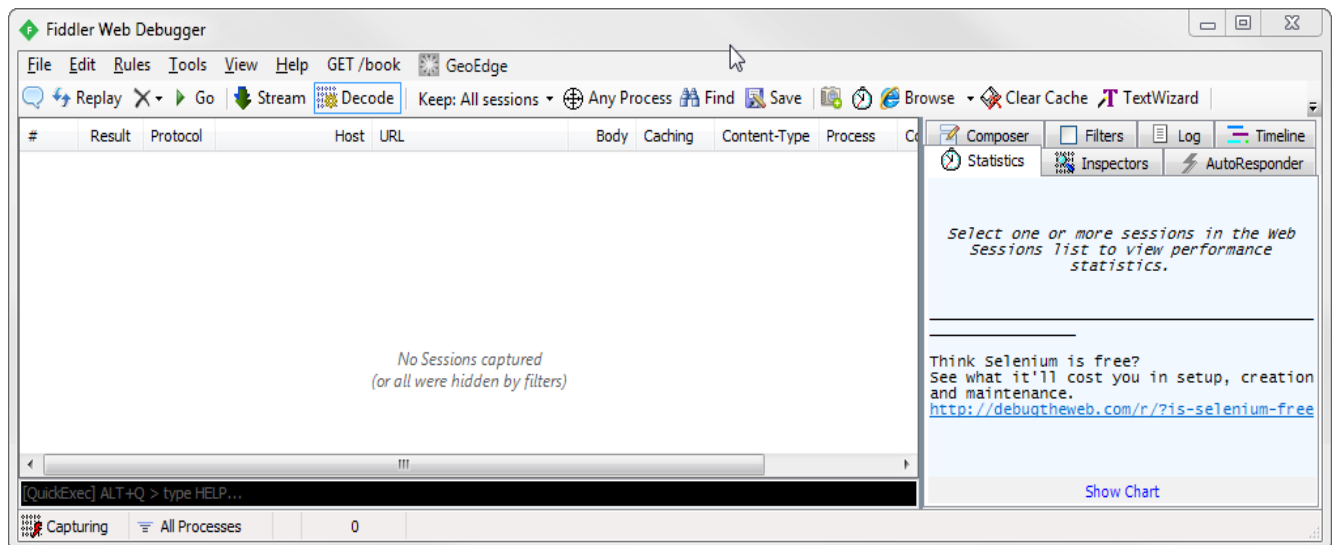 Fiddler Web Debugger
File Edit Rules Tools View Help GET /book GeoEdge
Replay Go Stream Decode Keep: All sessions Any Process Find Save Browse Clear Cache TextWizard
# Result Protocol Host URL Body Caching Content-Type Process Co
Composer Filters Log Timeline
Statistics Inspectors AutoResponder
Select one or more sessions in the Web
Sessions list to view performance
statistics.
No Sessions captured
(or all were hidden by filters)
Think Selenium is free?
See what it'll cost you in setup, creation
and maintenance.
http://debugtheweb.com/r/?is-selenium-free
Show Chart
[QuickExec] ALT+Q > type HELP...
Capturing All Processes 0